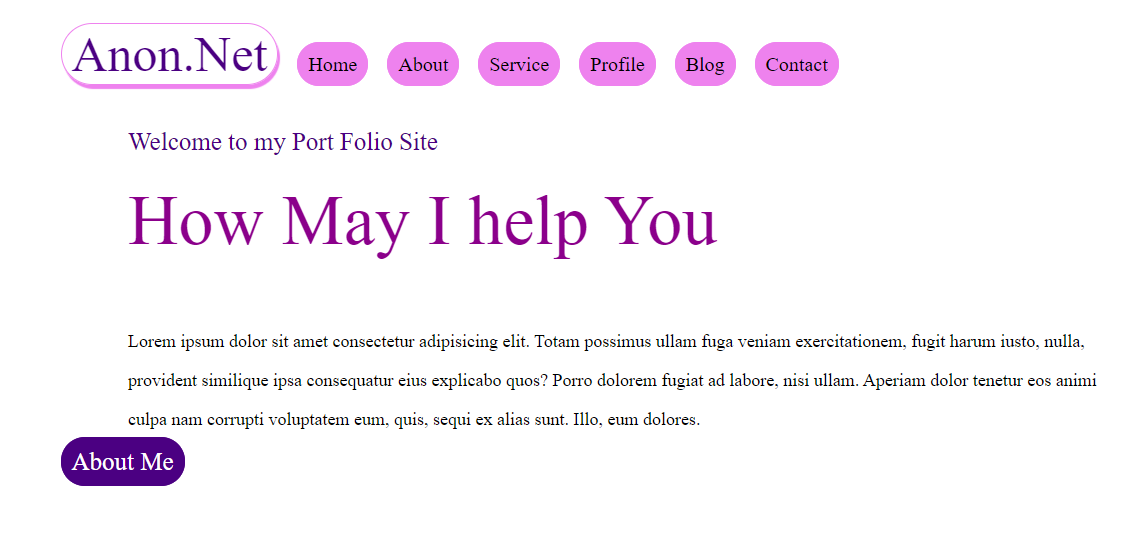 Anon.Net Home About Service Profile Blog Contact
Welcome to my Port Folio Site
How May I help You
Lorem ipsum dolor sit amet consectetur adipisicing elit. Totam possimus ullam fuga veniam exercitationem, fugit harum iusto, nulla,
provident similique ipsa consequatur eius explicabo quos? Porro dolorem fugiat ad labore, nisi ullam. Aperiam dolor tenetur eos animi
culpa nam corrupti voluptatem eum, quis, sequi ex alias sunt. Illo, eum dolores.
About Me